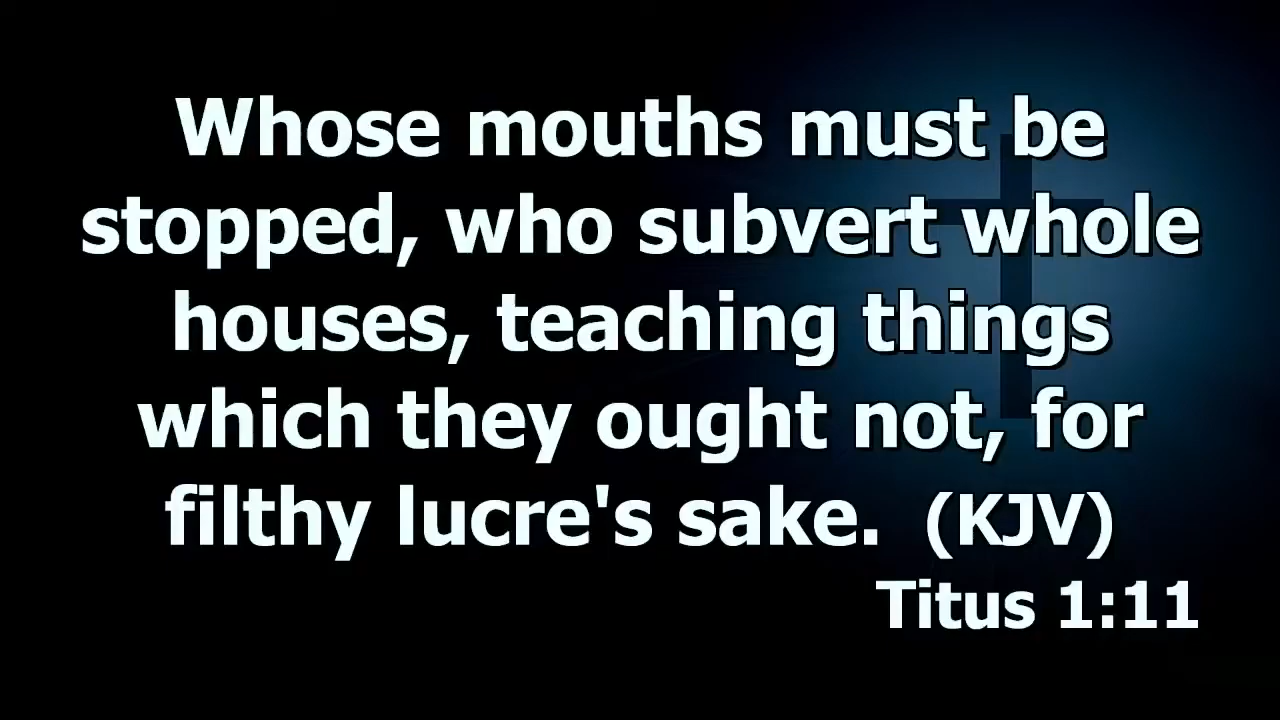 Whose mouths must be
stopped, who subvert whole
houses, teaching things
which they ought not, for
filthy lucre's sake. (KJV)
Titus 1:11